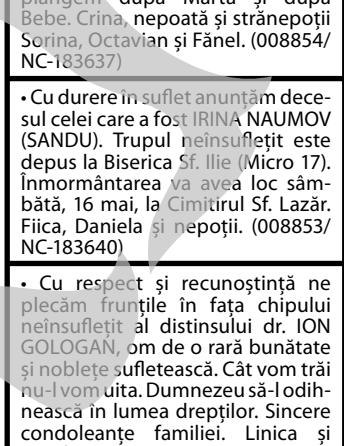 plângem după Marta și după
Bebe. Crina, nepoată și strănepoții
Sorina, Octavian și Fănel. (008854/
NC-183637)
• Cu durere în suflet anunțăm dece-
sul celei care a fost IRINA NAUMOV
(SANDU). Trupul neînsuflețit este
depus la Biserica Sf. Ilie (Micro 17).
Înmormântarea va avea loc sâm-
bătă, 16 mai, la Cimitirul Sf. Lazăr.
Fiica, Daniela și nepoții. (008853/
NC-183640)
• Cu respect și recunoștință ne
plecăm frunțile în fața chipului
neînsuflețit al distinsului dr. ION
GOLOGAN, om de o rară bunătate
și noblețe sufletească. Cât vom trăi
nu-l vom uita. Dumnezeu să-l odih-
nească în lumea drepților. Sincere
condoleanțe familiei. Linica și